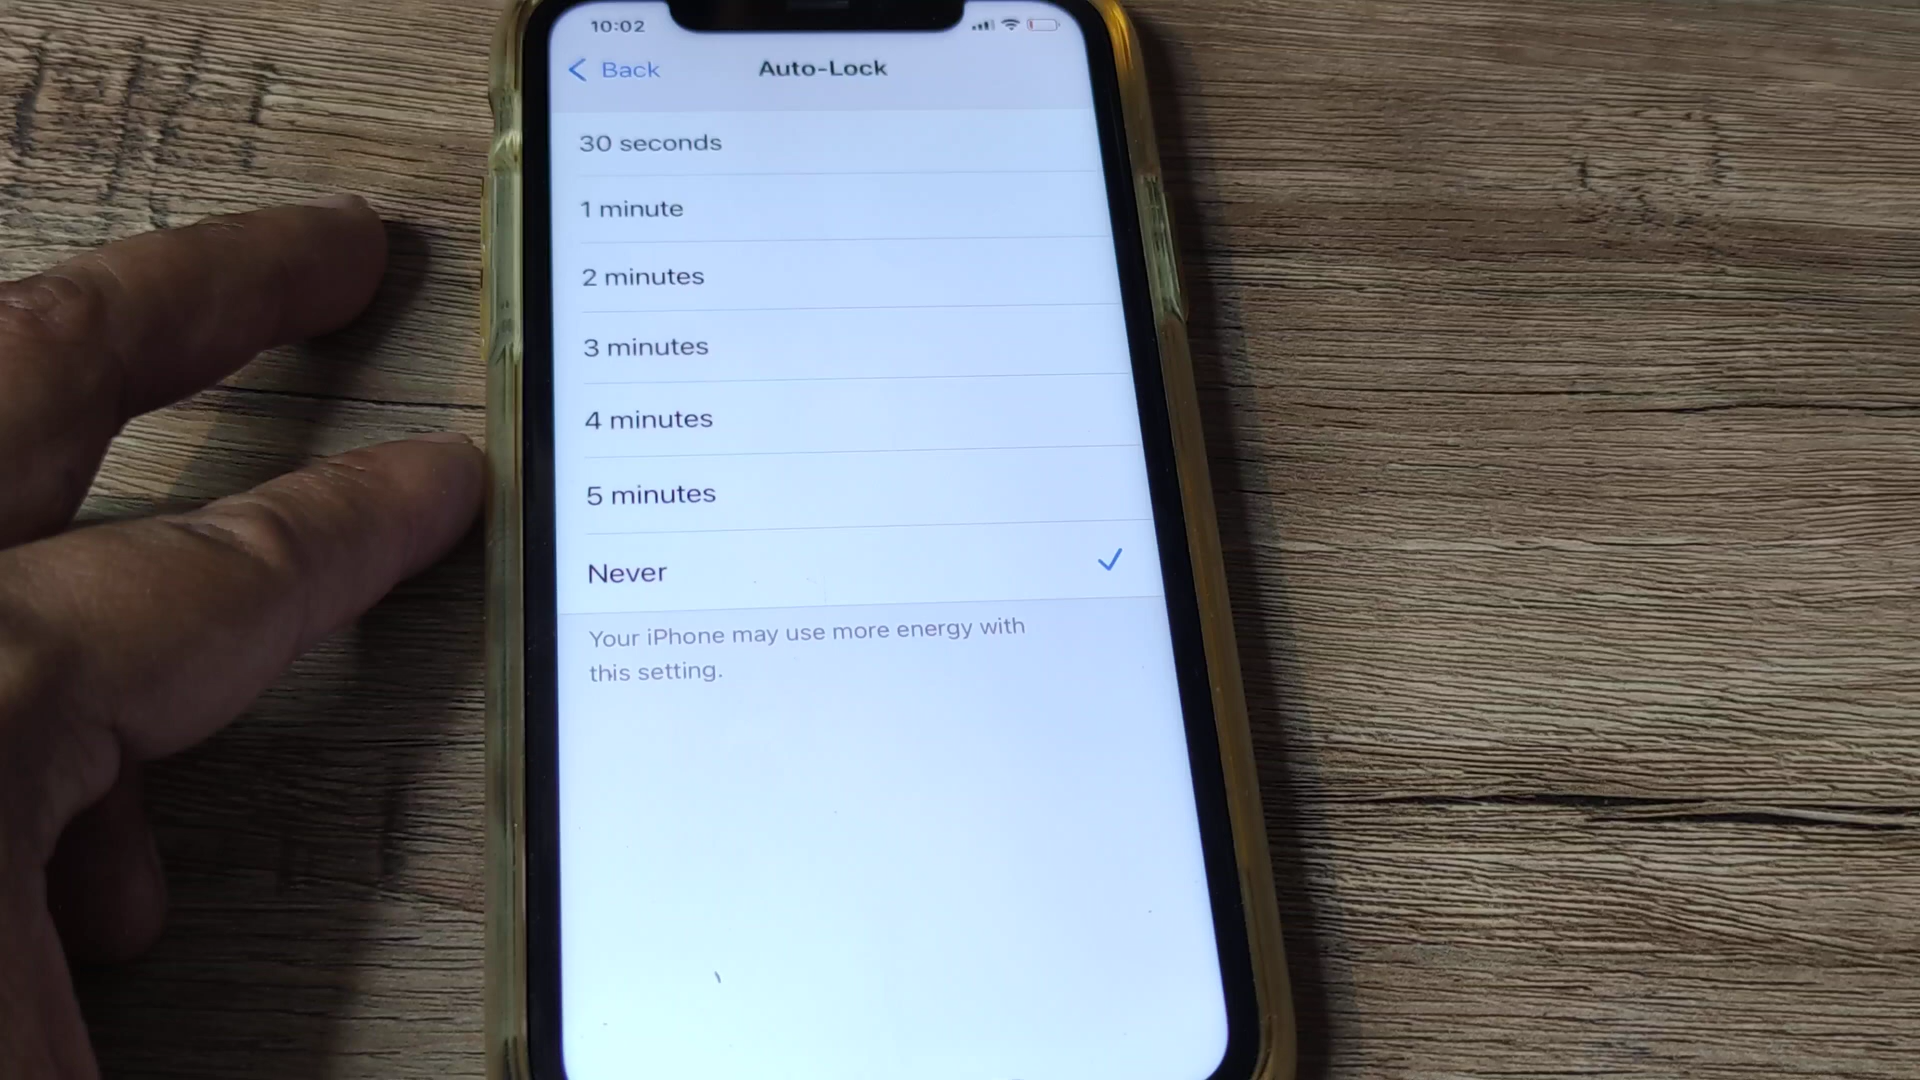 10:02
Back
Auto-Lock
30 seconds
1 minute
2 minutes
3 minutes
4 minutes
5 minutes
Never
Your iPhone may use more energy with
this setting.